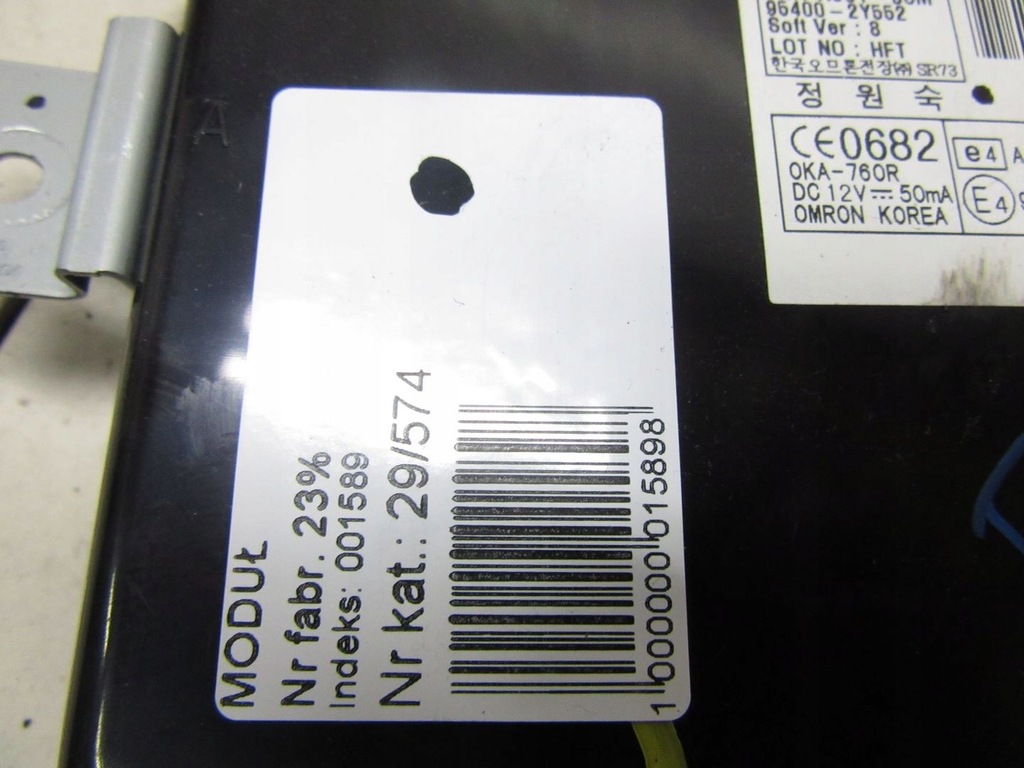 MODUŁ
Nr fabr. 23%
Indeks: 001589
Nr kat.: 29/574
1000000015898
A
95400-2Y552
Soft Ver : 8
LOT NO : HFT
한국오므론전장㈜ SR73
정 원 숙
CE0682
OKA-760R
DC 12V ⎓ 50mA
OMRON KOREA
e4 A
E4